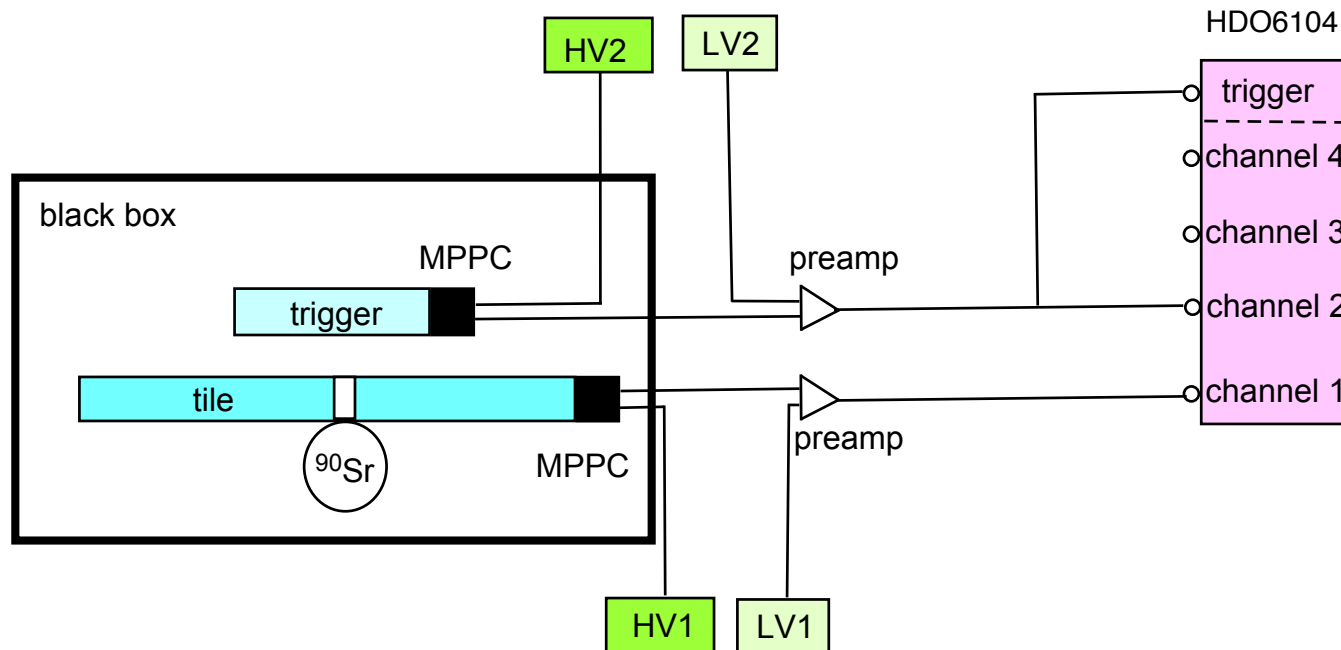 HDO6104
HV2
LV2
trigger
channel 4
black box
channel 3
MPPC
preamp
trigger
channel 2
tile
channel 1
preamp
90Sr
MPPC
HV1
LV1